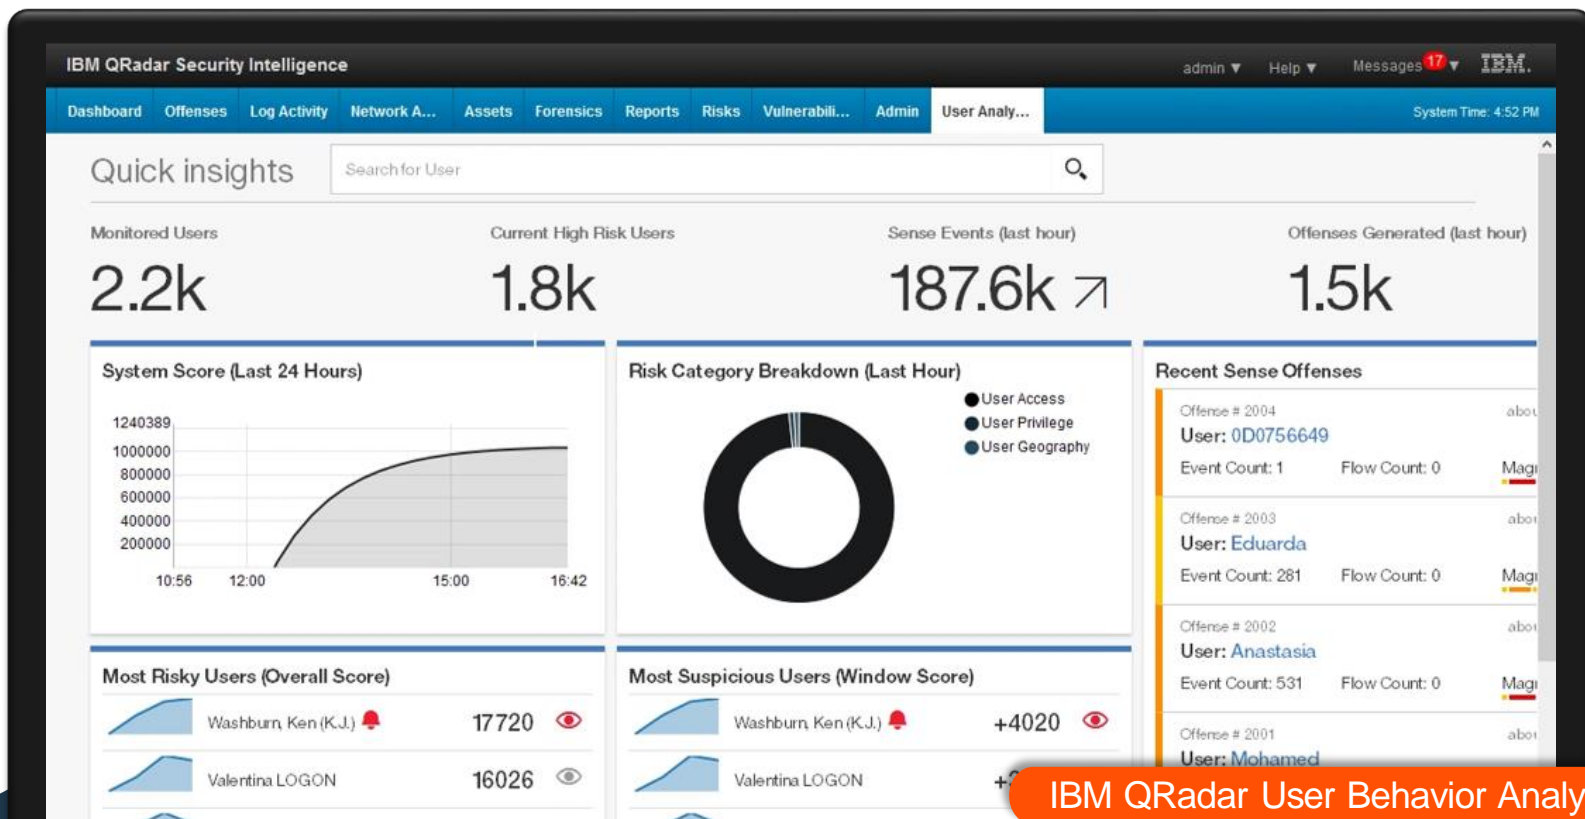 IBM QRadar Security Intelligence
admin ▼ Help ▼ Messages 17 ▼ IBM.
Dashboard Offenses Log Activity Network A... Assets Forensics Reports Risks Vulnerabili... Admin User Analy... System Time: 4:52 PM
Quick insights
Search for User
Monitored Users Current High Risk Users Sense Events (last hour) Offenses Generated (last hour)
2.2k 1.8k 187.6k 1.5k
System Score (Last 24 Hours)
1240389
1000000
800000
600000
400000
200000
10:56 12:00 15:00 16:42
Risk Category Breakdown (Last Hour)
User Access
User Privilege
User Geography
Recent Sense Offenses
Offense # 2004 abou
User: 0D0756649
Event Count: 1 Flow Count: 0 Magn
Offense # 2003 abou
User: Eduarda
Event Count: 281 Flow Count: 0 Magn
Offense # 2002 abou
User: Anastasia
Event Count: 531 Flow Count: 0 Magn
Offense # 2001 abou
User: Mohamed
Most Risky Users (Overall Score)
Washburn, Ken (K.J.) 17720
Valentina LOGON 16026
Most Suspicious Users (Window Score)
Washburn, Ken (K.J.) +4020
Valentina LOGON
IBM QRadar User Behavior Analy